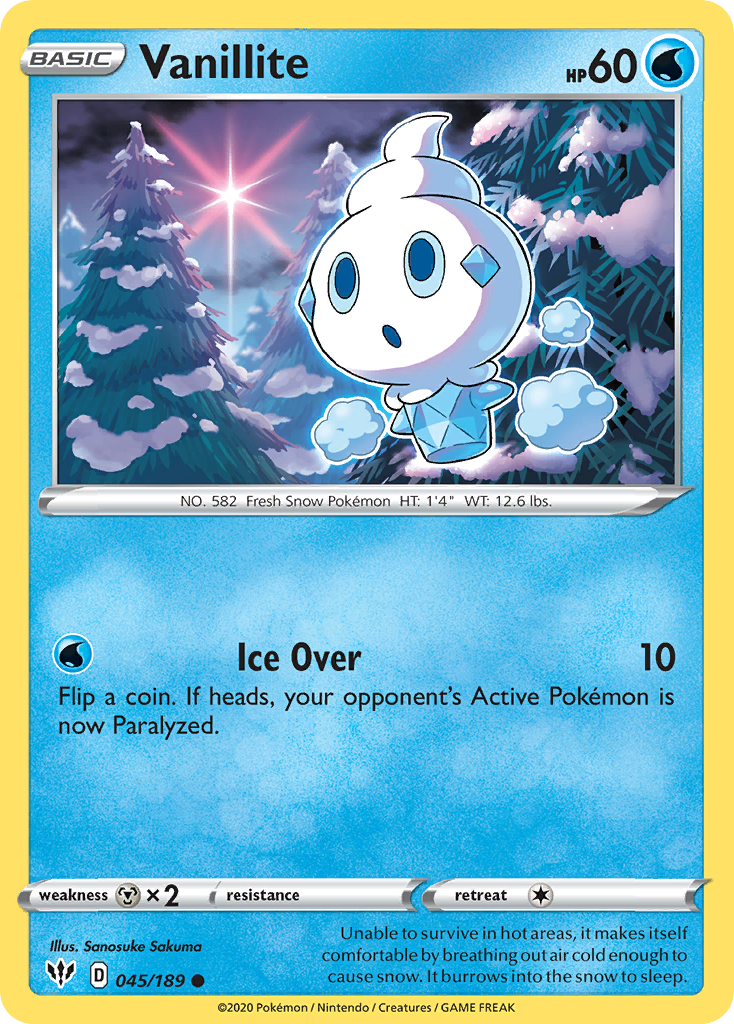 BASIC Vanillite HP60
NO. 582 Fresh Snow Pokémon HT: 1'4" WT: 12.6 lbs.
Ice Over 10
Flip a coin. If heads, your opponent's Active Pokémon is
now Paralyzed.
weakness ×2 resistance retreat
Illus. Sanosuke Sakuma
D 045/189
Unable to survive in hot areas, it makes itself
comfortable by breathing out air cold enough to
cause snow. It burrows into the snow to sleep.
©2020 Pokémon / Nintendo / Creatures / GAME FREAK